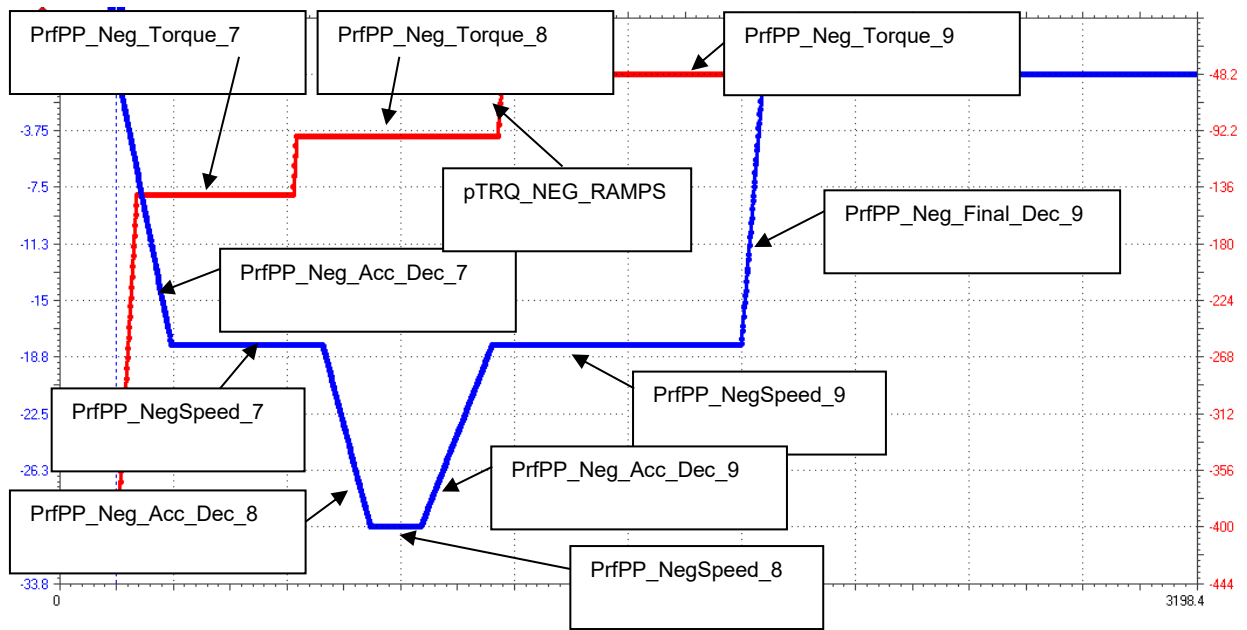 PrfPP_Neg_Torque_7
PrfPP_Neg_Torque_8
PrfPP_Neg_Torque_9
-48.2
-3.75
-92.2
pTRQ_NEG_RAMPS
-7.5
-136
PrfPP_Neg_Final_Dec_9
-11.3
-180
PrfPP_Neg_Acc_Dec_7
-15
-224
-18.8
-268
PrfPP_NegSpeed_7
PrfPP_NegSpeed_9
-22.5
-312
-26.3
-356
PrfPP_Neg_Acc_Dec_9
PrfPP_Neg_Acc_Dec_8
-400
PrfPP_NegSpeed_8
-33.8
-444
0
3198.4